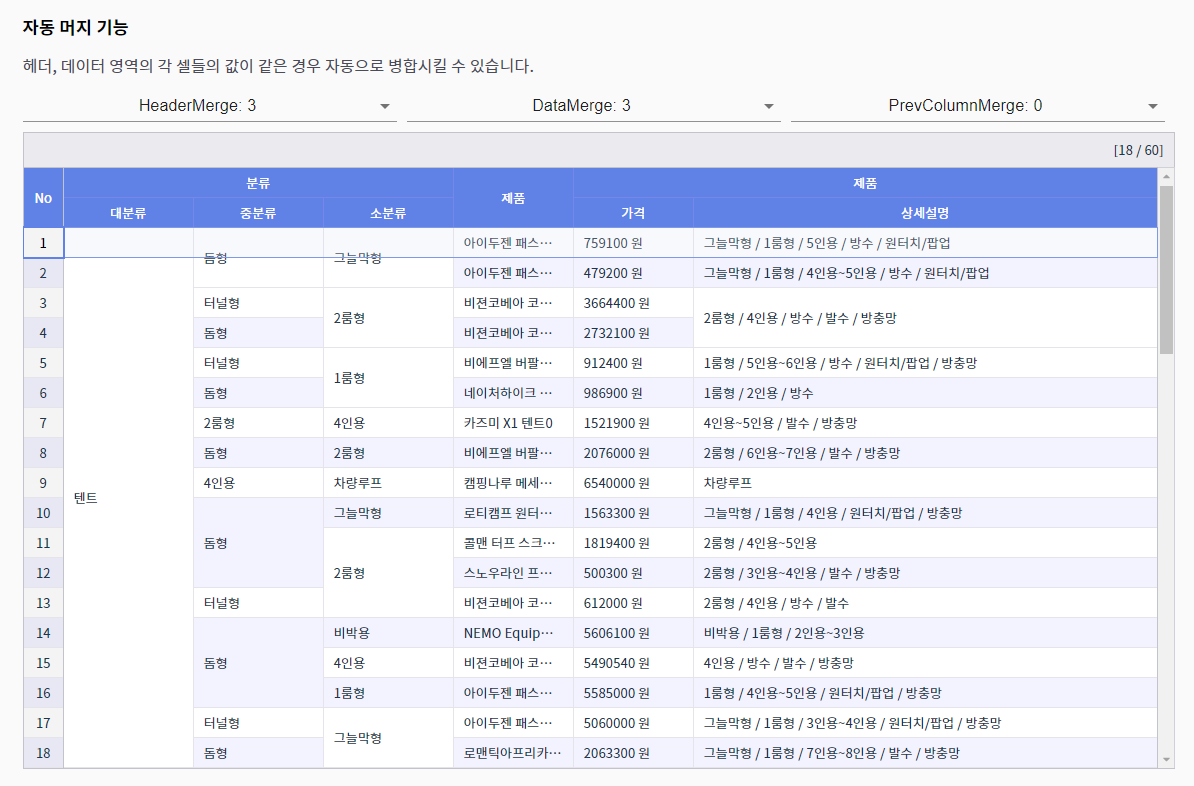 자동 머지 기능
헤더, 데이터 영역의 각 셀들의 값이 같은 경우 자동으로 병합시킬 수 있습니다.
HeaderMerge: 3 DataMerge: 3 PrevColumnMerge: 0
[18 / 60]
No 분류 제품 제품
대분류 중분류 소분류 가격 상세설명
1 돔형 그늘막형 아이두젠 패스… 759100 원 그늘막형 / 1룸형 / 5인용 / 방수 / 원터치/팝업
2 아이두젠 패스… 479200 원 그늘막형 / 1룸형 / 4인용~5인용 / 방수 / 원터치/팝업
3 터널형 2룸형 비젼코베아 코… 3664400 원 2룸형 / 4인용 / 방수 / 발수 / 방충망
4 돔형 비젼코베아 코… 2732100 원
5 터널형 1룸형 비에프엘 버팔… 912400 원 1룸형 / 5인용~6인용 / 방수 / 원터치/팝업 / 방충망
6 돔형 네이처하이크 … 986900 원 1룸형 / 2인용 / 방수
7 2룸형 4인용 카즈미 X1 텐트0 1521900 원 4인용~5인용 / 발수 / 방충망
8 돔형 2룸형 비에프엘 버팔… 2076000 원 2룸형 / 6인용~7인용 / 발수 / 방충망
9 텐트 4인용 차량루프 캠핑나루 메세… 6540000 원 차량루프
10 돔형 그늘막형 로티캠프 원터… 1563300 원 그늘막형 / 1룸형 / 4인용 / 원터치/팝업 / 방충망
11 2룸형 콜맨 터프 스크… 1819400 원 2룸형 / 4인용~5인용
12 스노우라인 프… 500300 원 2룸형 / 3인용~4인용 / 발수 / 방충망
13 터널형 비젼코베아 코… 612000 원 2룸형 / 4인용 / 방수 / 발수
14 돔형 비박용 NEMO Equip… 5606100 원 비박용 / 1룸형 / 2인용~3인용
15 4인용 비젼코베아 코… 5490540 원 4인용 / 방수 / 발수 / 방충망
16 1룸형 아이두젠 패스… 5585000 원 1룸형 / 4인용~5인용 / 원터치/팝업 / 방충망
17 터널형 그늘막형 아이두젠 패스… 5060000 원 그늘막형 / 1룸형 / 3인용~4인용 / 원터치/팝업 / 방충망
18 돔형 로맨틱아프리카… 2063300 원 그늘막형 / 1룸형 / 7인용~8인용 / 발수 / 방충망